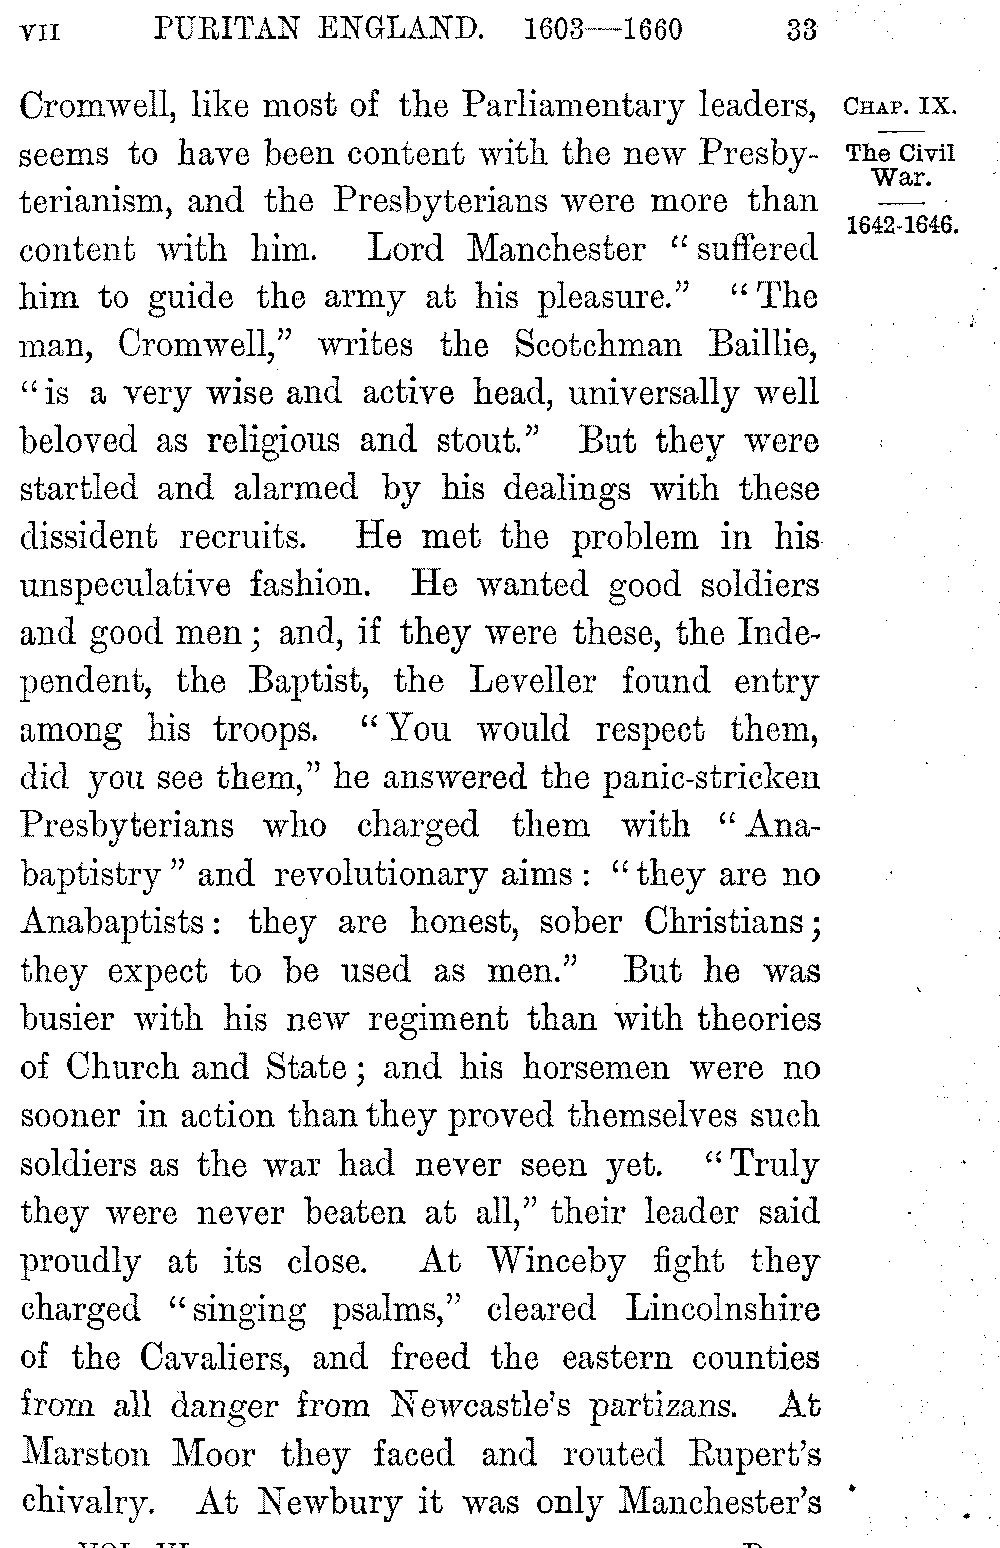 VII PURITAN ENGLAND. 1603—1660 33
Cromwell, like most of the Parliamentary leaders,
seems to have been content with the new Presby-
terianism, and the Presbyterians were more than
content with him. Lord Manchester “suffered
him to guide the army at his pleasure.” “The
man, Cromwell,” writes the Scotchman Baillie,
“is a very wise and active head, universally well
beloved as religious and stout.” But they were
startled and alarmed by his dealings with these
dissident recruits. He met the problem in his
unspeculative fashion. He wanted good soldiers
and good men; and, if they were these, the Inde-
pendent, the Baptist, the Leveller found entry
among his troops. “You would respect them,
did you see them,” he answered the panic-stricken
Presbyterians who charged them with “Ana-
baptistry” and revolutionary aims: “they are no
Anabaptists: they are honest, sober Christians;
they expect to be used as men.” But he was
busier with his new regiment than with theories
of Church and State; and his horsemen were no
sooner in action than they proved themselves such
soldiers as the war had never seen yet. “Truly
they were never beaten at all,” their leader said
proudly at its close. At Winceby fight they
charged “singing psalms,” cleared Lincolnshire
of the Cavaliers, and freed the eastern counties
from all danger from Newcastle’s partizans. At
Marston Moor they faced and routed Rupert’s
chivalry. At Newbury it was only Manchester’s
CHAP. IX.
The Civil
War.
1642-1646.